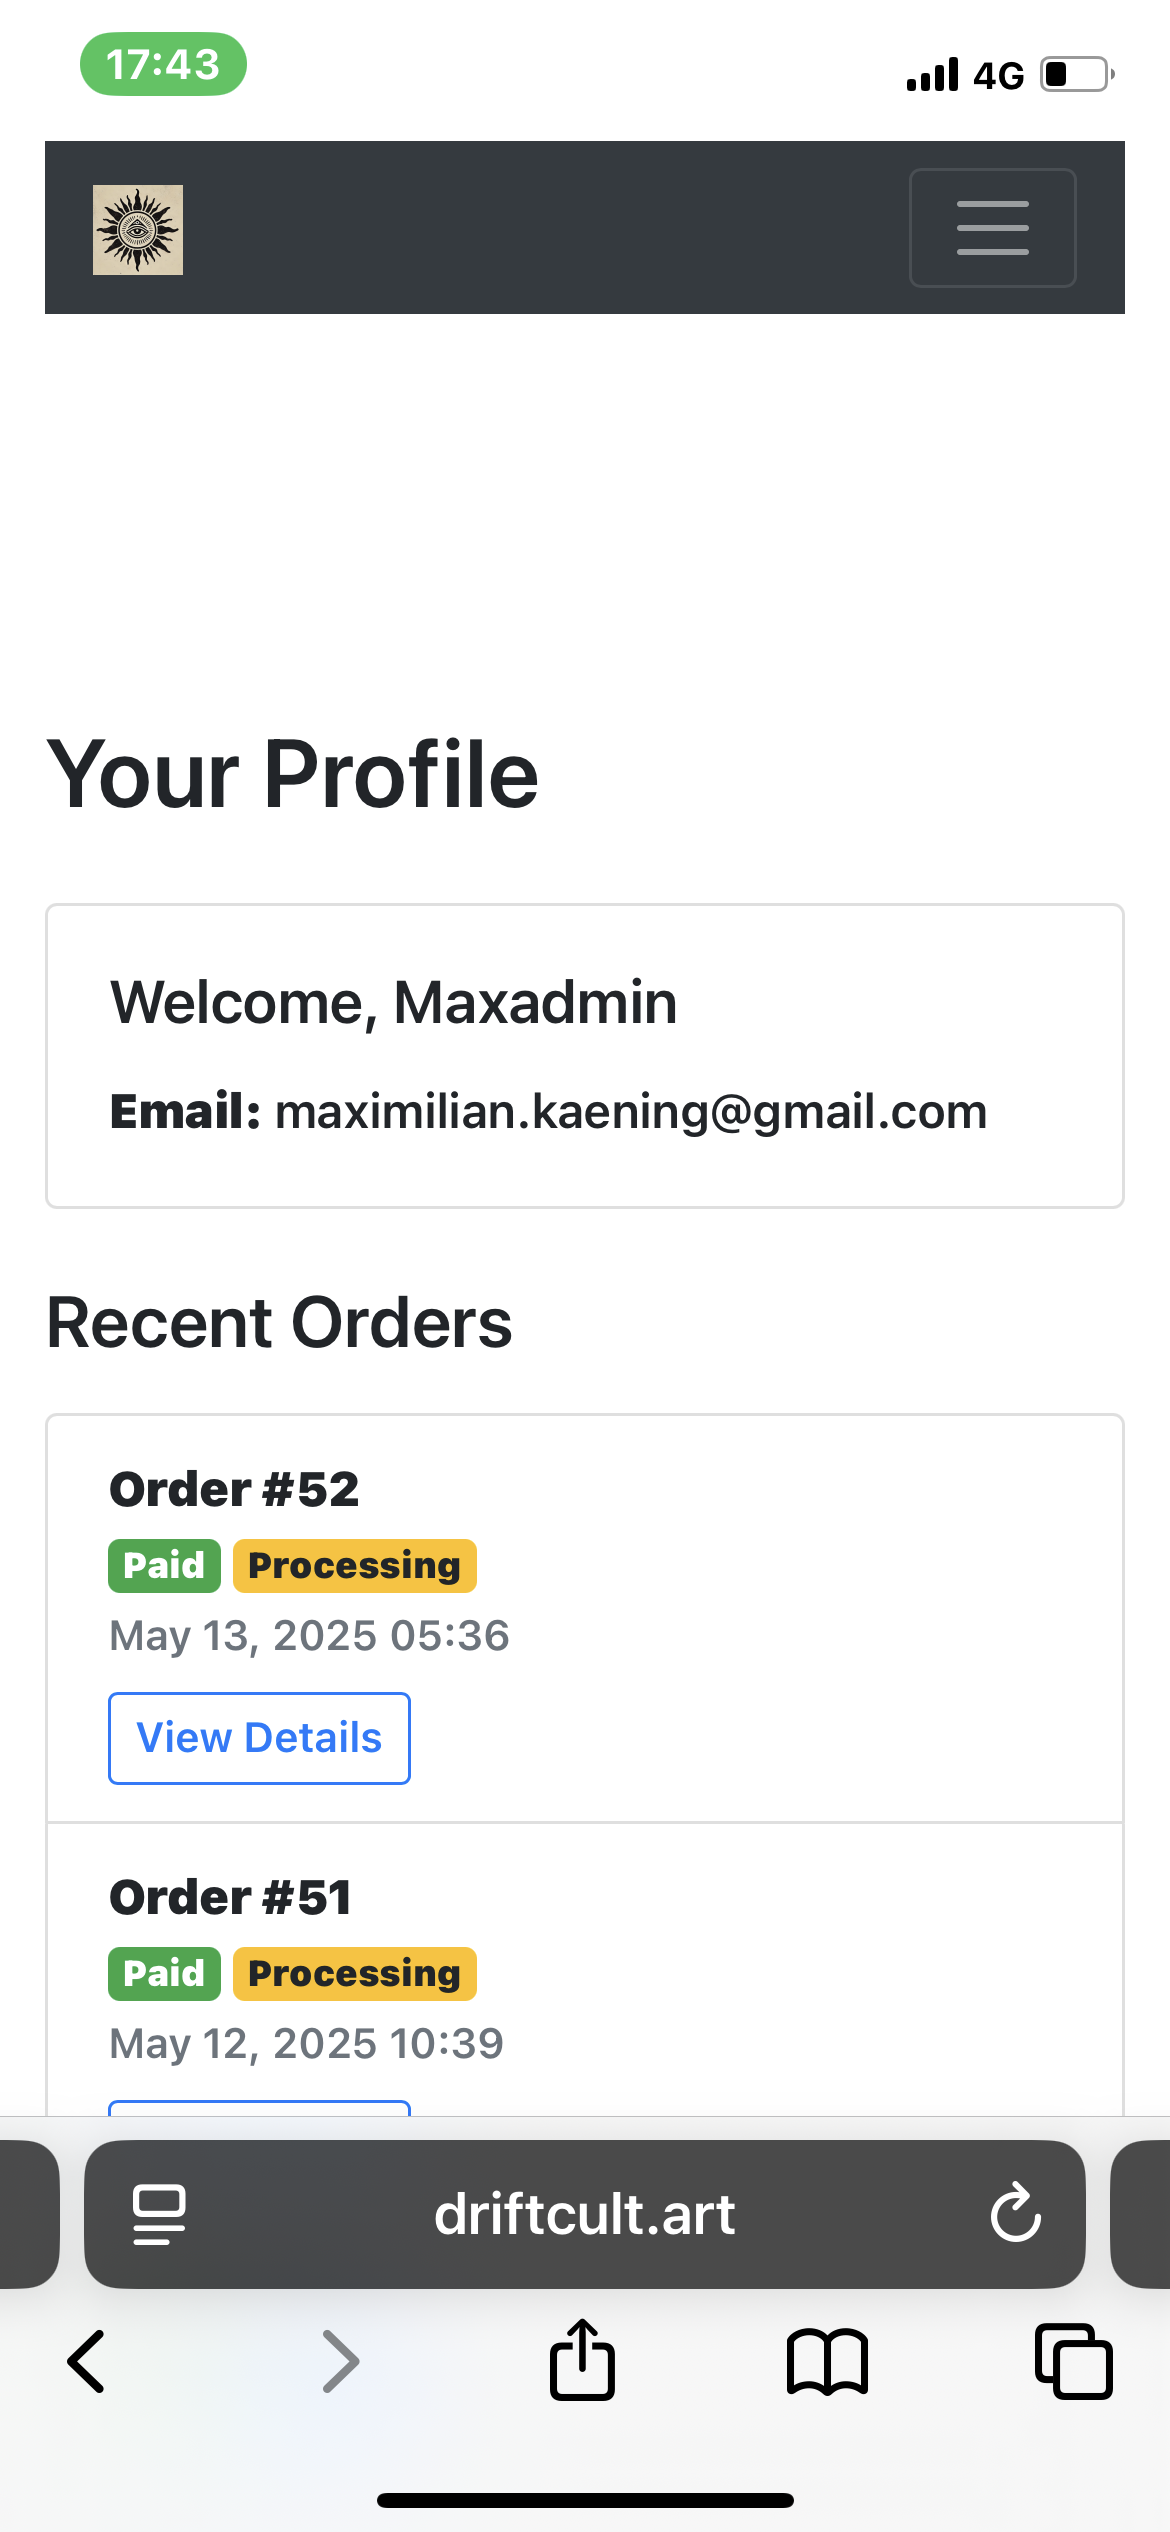 17:43
4G
Your Profile
Welcome, Maxadmin
Email: maximilian.kaening@gmail.com
Recent Orders
Order #52
Paid Processing
May 13, 2025 05:36
View Details
Order #51
Paid Processing
May 12, 2025 10:39
driftcult.art